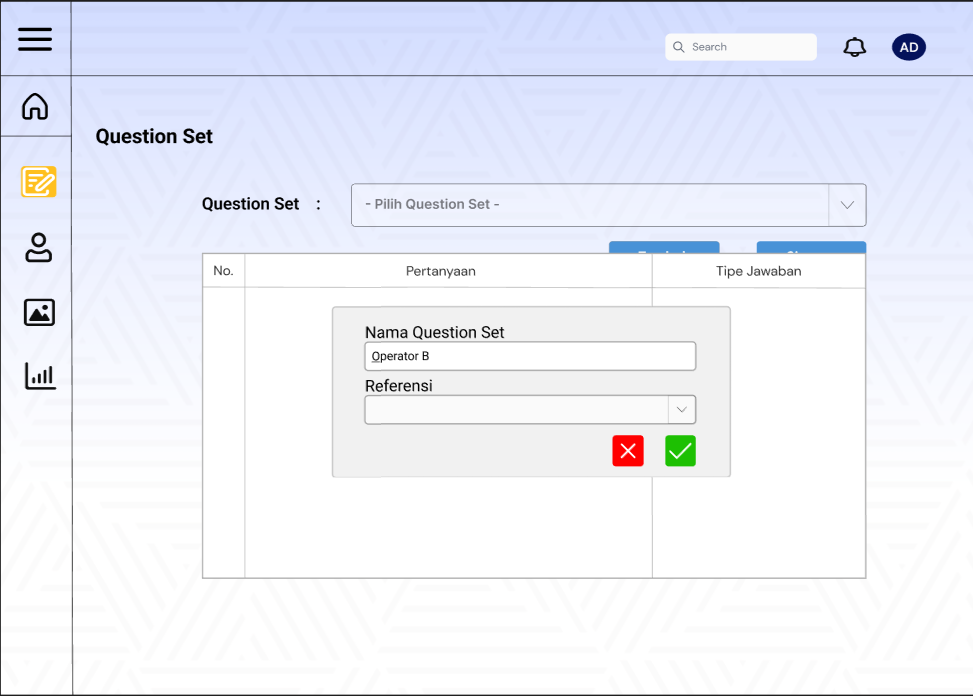 Search
AD
Question Set
Question Set :
- Pilih Question Set -
No. Pertanyaan Tipe Jawaban
Nama Question Set
Operator B
Referensi